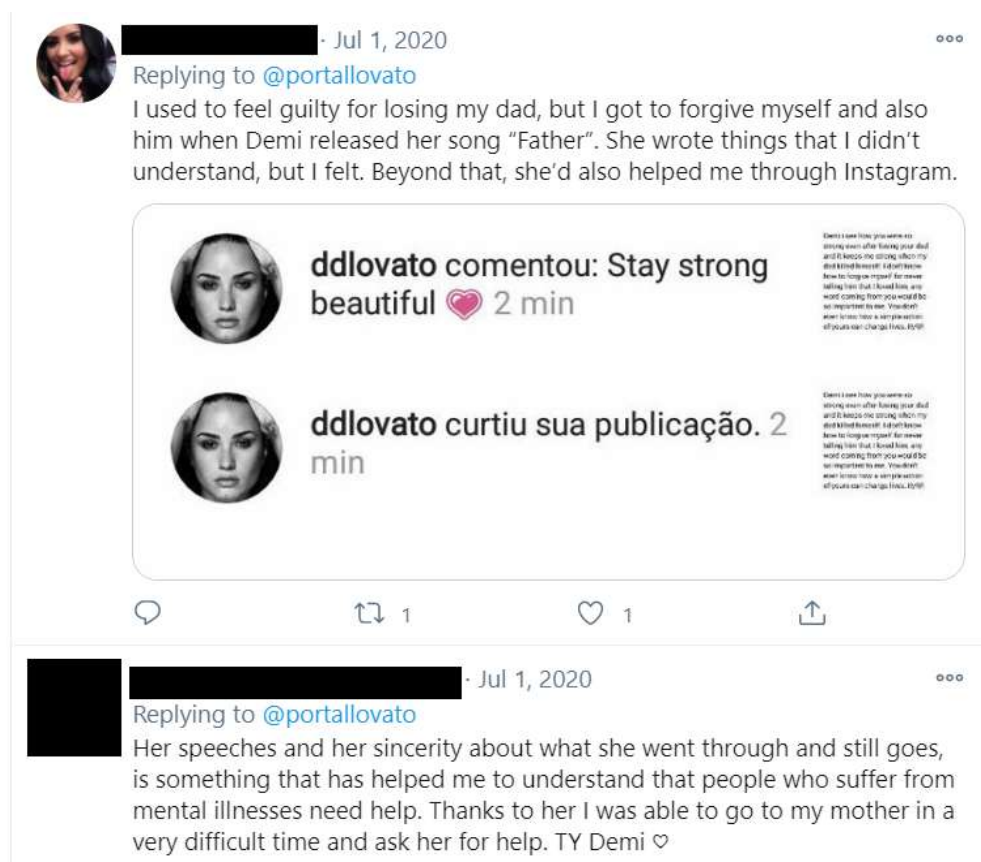 · Jul 1, 2020
Replying to @portallovato
I used to feel guilty for losing my dad, but I got to forgive myself and also
him when Demi released her song “Father”. She wrote things that I didn’t
understand, but I felt. Beyond that, she’d also helped me through Instagram.
ddlovato comentou: Stay strong
beautiful 💗 2 min
ddlovato curtiu sua publicação. 2
min
1 1
· Jul 1, 2020
Replying to @portallovato
Her speeches and her sincerity about what she went through and still goes,
is something that has helped me to understand that people who suffer from
mental illnesses need help. Thanks to her I was able to go to my mother in a
very difficult time and ask her for help. TY Demi ♡